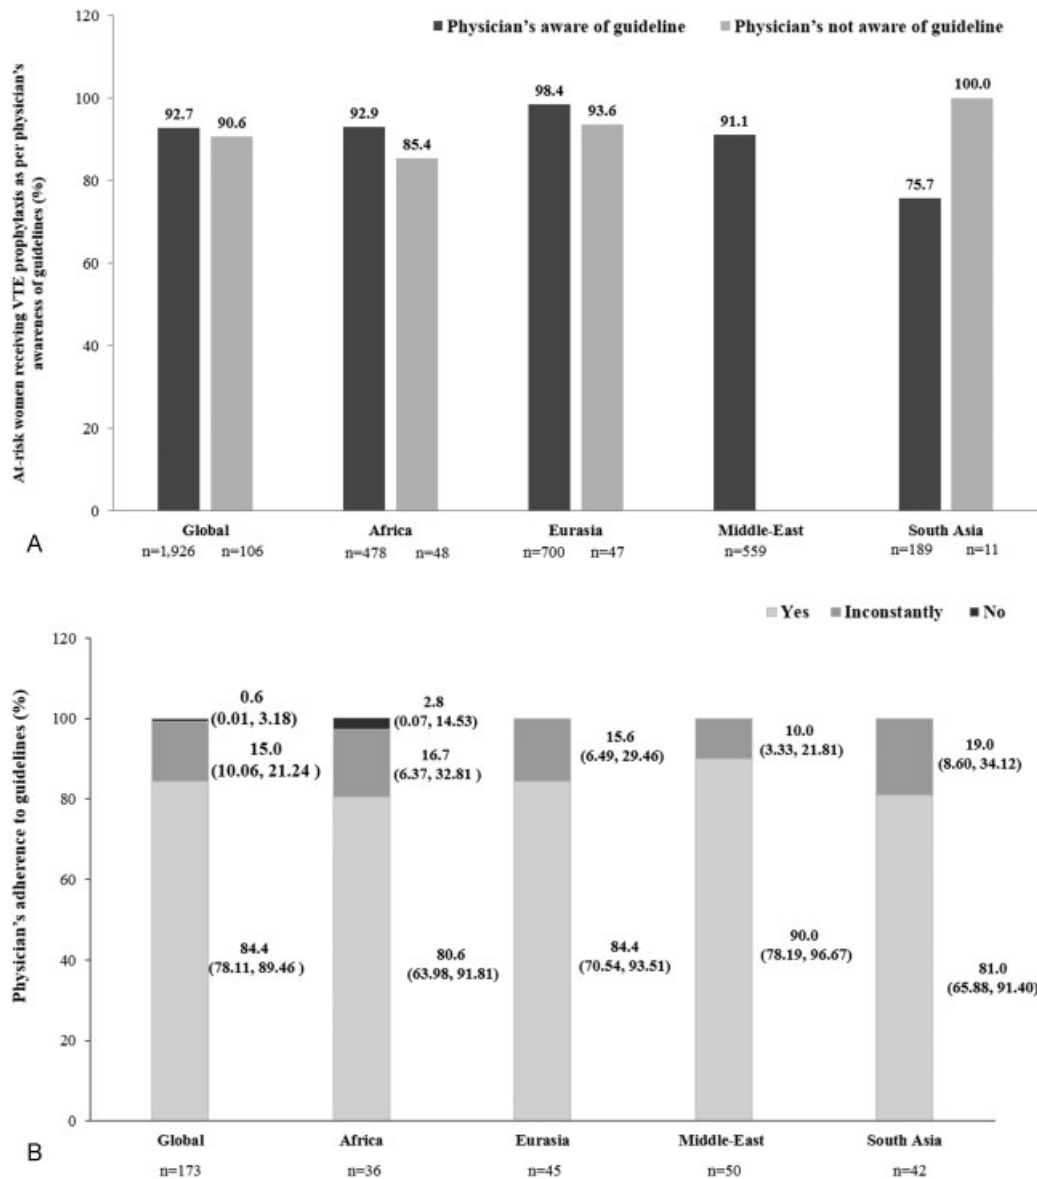 120
Physician's aware of guideline Physician's not aware of guideline
100
80
60
40
20
0
At-risk women receiving VTE prophylaxis as per physician's
awareness of guidelines (%)
92.7 90.6 92.9 85.4 98.4 93.6 91.1 75.7 100.0
Global Africa Eurasia Middle-East South Asia
n=1,926 n=106 n=478 n=48 n=700 n=47 n=559 n=189 n=11
A
Yes Inconstantly No
120
100
80
60
40
20
0
Physician's adherence to guidelines (%)
0.6
(0.01, 3.18)
15.0
(10.06, 21.24 )
84.4
(78.11, 89.46 )
2.8
(0.07, 14.53)
16.7
(6.37, 32.81 )
80.6
(63.98, 91.81)
15.6
(6.49, 29.46)
84.4
(70.54, 93.51)
10.0
(3.33, 21.81)
90.0
(78.19, 96.67)
19.0
(8.60, 34.12)
81.0
(65.88, 91.40)
Global Africa Eurasia Middle-East South Asia
n=173 n=36 n=45 n=50 n=42
B